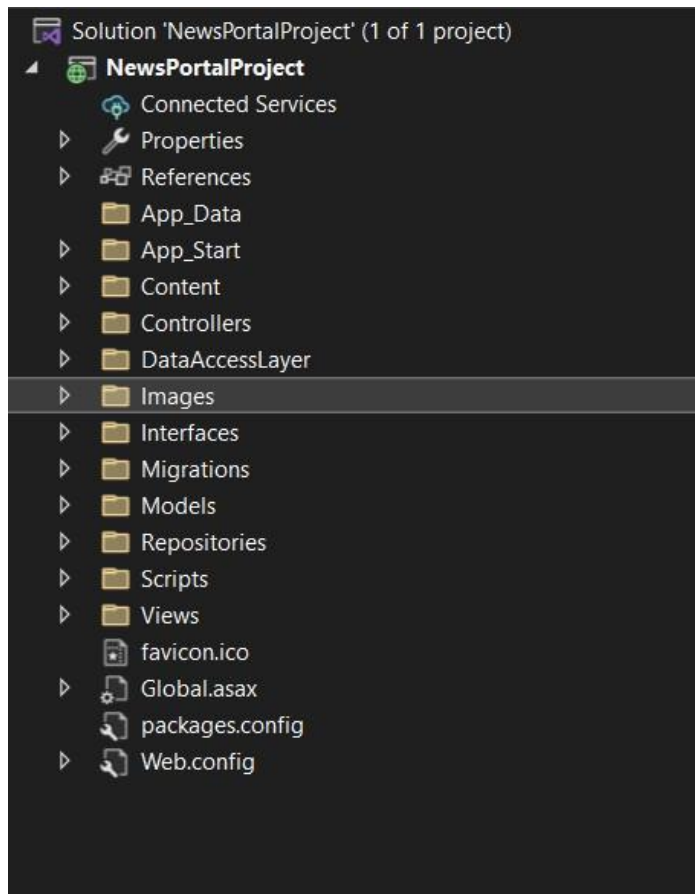 Solution 'NewsPortalProject' (1 of 1 project)
NewsPortalProject
Connected Services
Properties
References
App_Data
App_Start
Content
Controllers
DataAccessLayer
Images
Interfaces
Migrations
Models
Repositories
Scripts
Views
favicon.ico
Global.asax
packages.config
Web.config